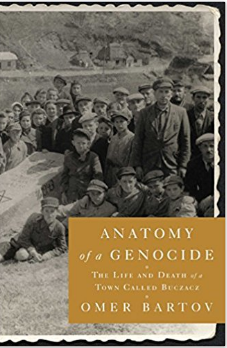 ANATOMY
of a GENOCIDE
THE LIFE AND DEATH of a
TOWN CALLED BUCZACZ
OMER BARTOV